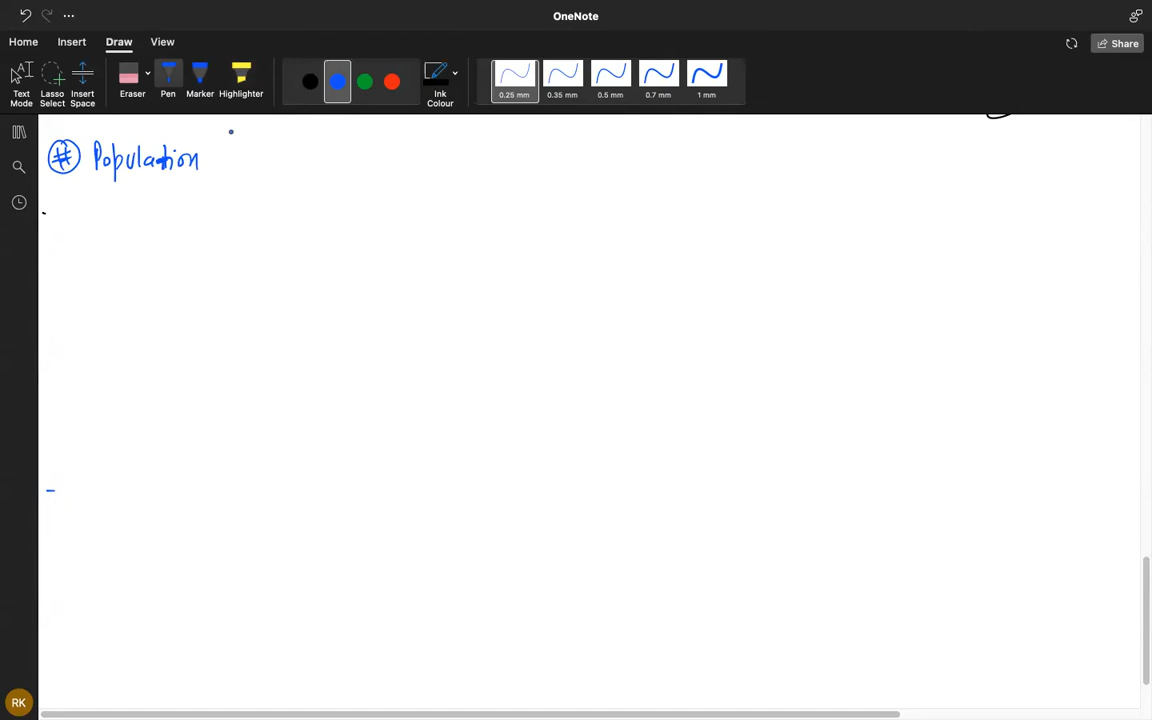 OneNote
Home Insert Draw View
Share
Text Mode
Lasso Select
Insert Space
Eraser
Pen
Marker
Highlighter
Ink Colour
0.25 mm
0.35 mm
0.5 mm
0.7 mm
1 mm
# Population
RK